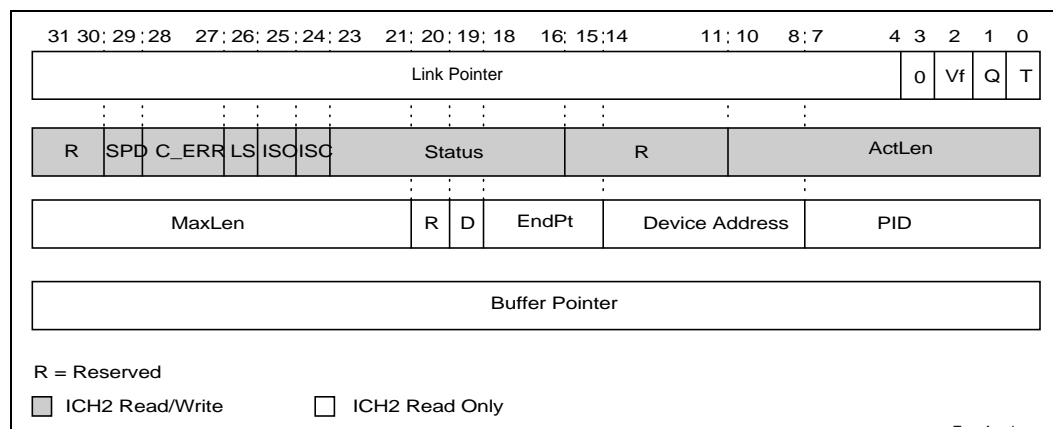 31 30 29 28 27 26 25 24 23 21 20 19 18 16 15 14 11 10 8 7 4 3 2 1 0
Link Pointer 0 Vf Q T
R SPD C_ERR LS ISO ISC Status R ActLen
MaxLen R D EndPt Device Address PID
Buffer Pointer
R = Reserved
ICH2 Read/Write ICH2 Read Only